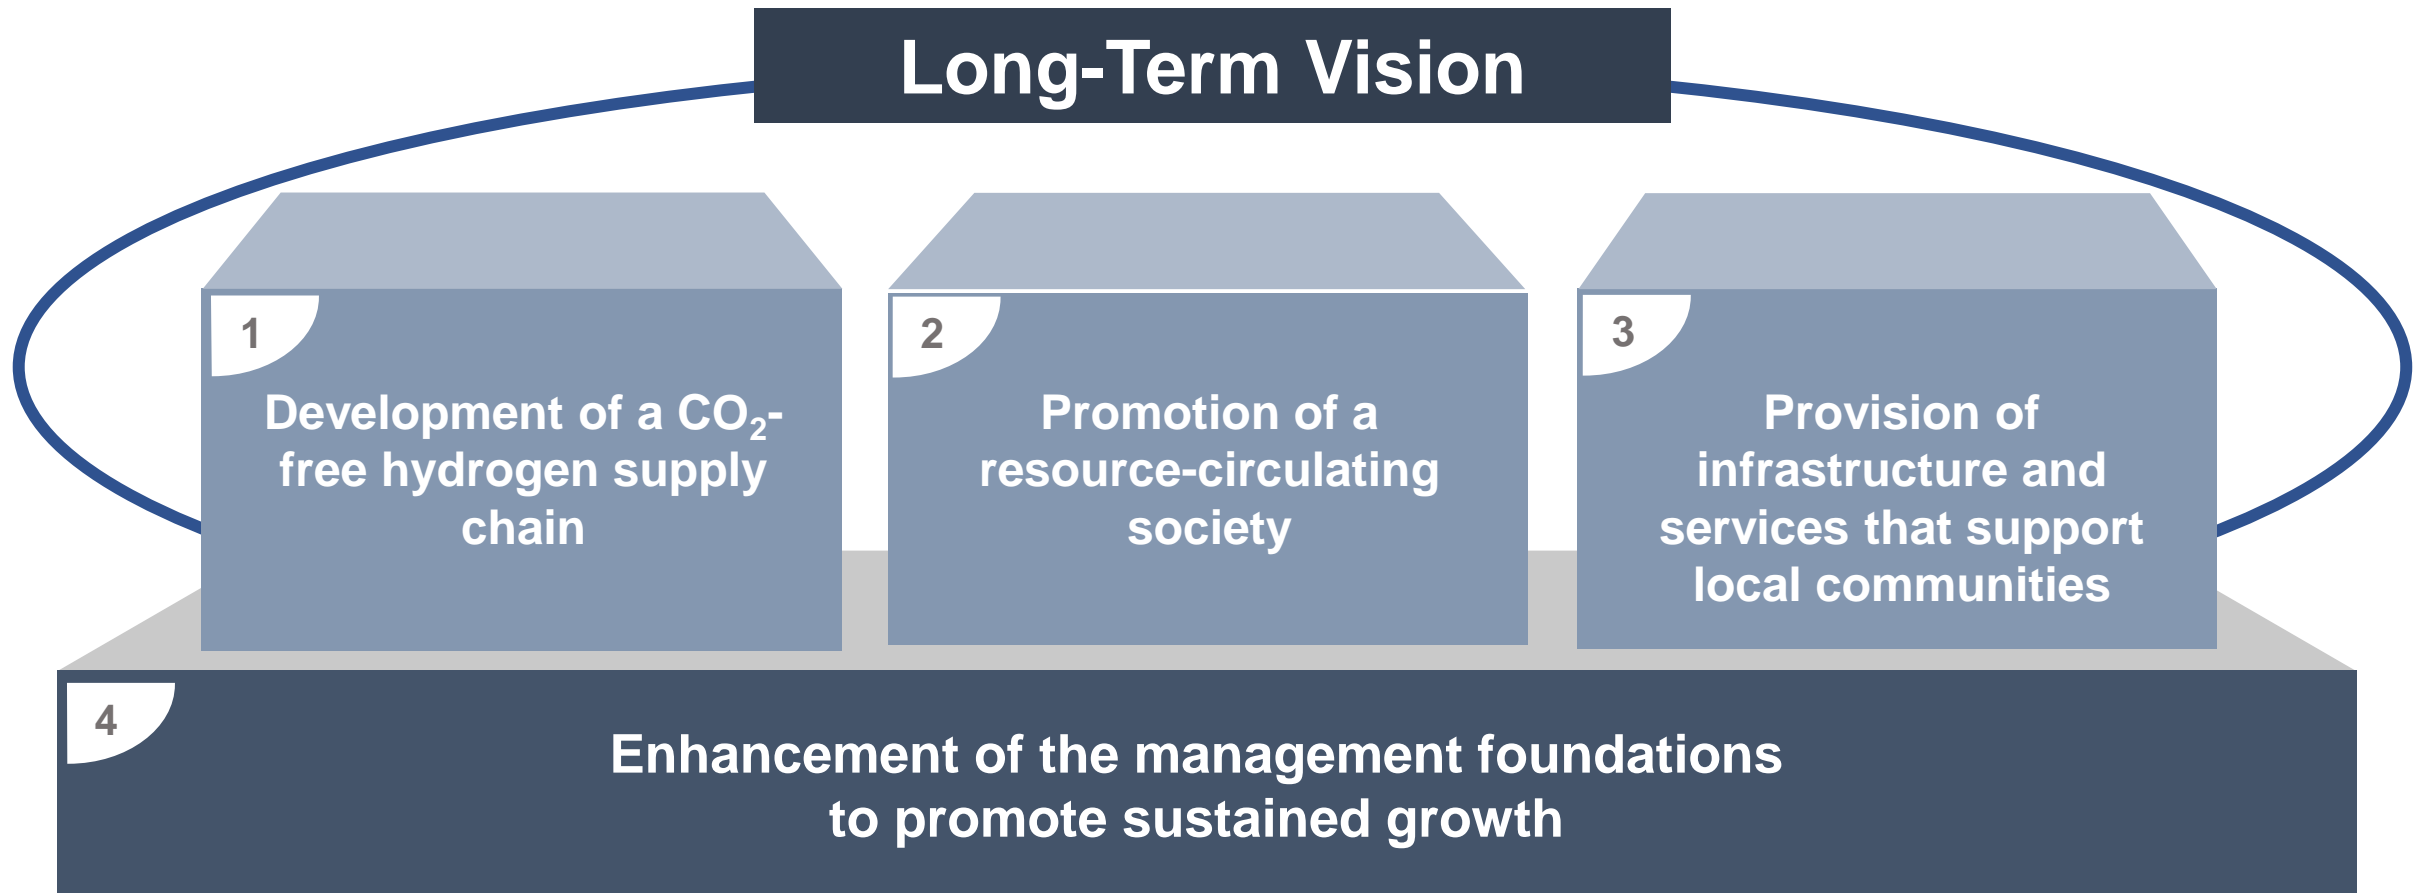 Long-Term Vision
1
Development of a CO₂-
free hydrogen supply
chain
2
Promotion of a
resource-circulating
society
3
Provision of
infrastructure and
services that support
local communities
4
Enhancement of the management foundations
to promote sustained growth